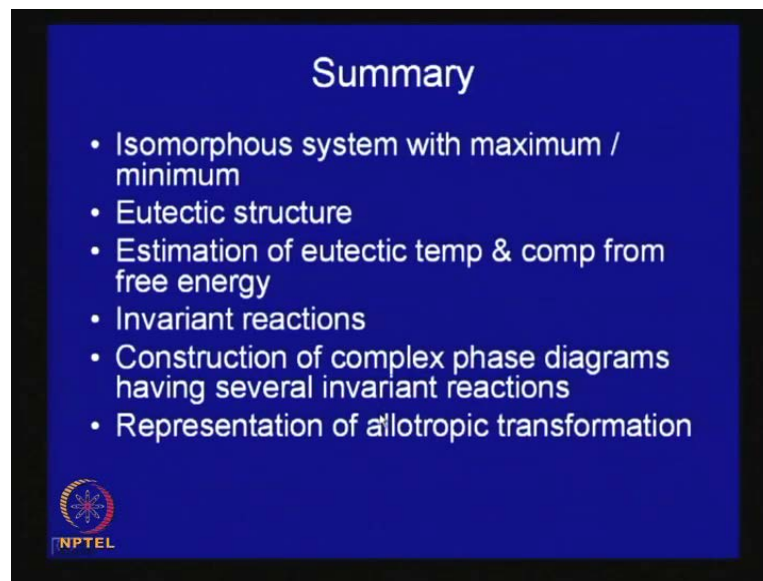 Summary
• Isomorphous system with maximum /
minimum
• Eutectic structure
• Estimation of eutectic temp & comp from
free energy
• Invariant reactions
• Construction of complex phase diagrams
having several invariant reactions
• Representation of allotropic transformation
NPTEL